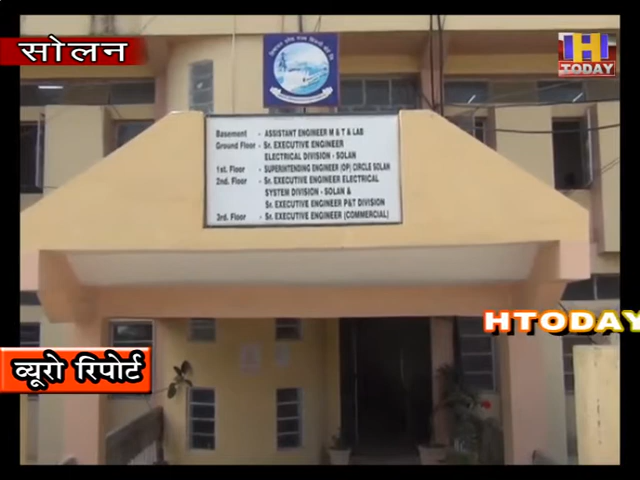 सोलन
HI
TODAY
Basement - ASSISTANT ENGINEER M & T & LAB
Ground Floor - Sr. EXECUTIVE ENGINEER
ELECTRICAL DIVISION - SOLAN
1st. Floor - SUPERINTENDING ENGINEER (OP) CIRCLE SOLAN
2nd. Floor - Sr. EXECUTIVE ENGINEER ELECTRICAL
SYSTEM DIVISION - SOLAN &
Sr. EXECUTIVE ENGINEER P&T DIVISION
3rd. Floor - Sr. EXECUTIVE ENGINEER (COMMERCIAL)
HTODAY
ब्यूरो रिपोर्ट